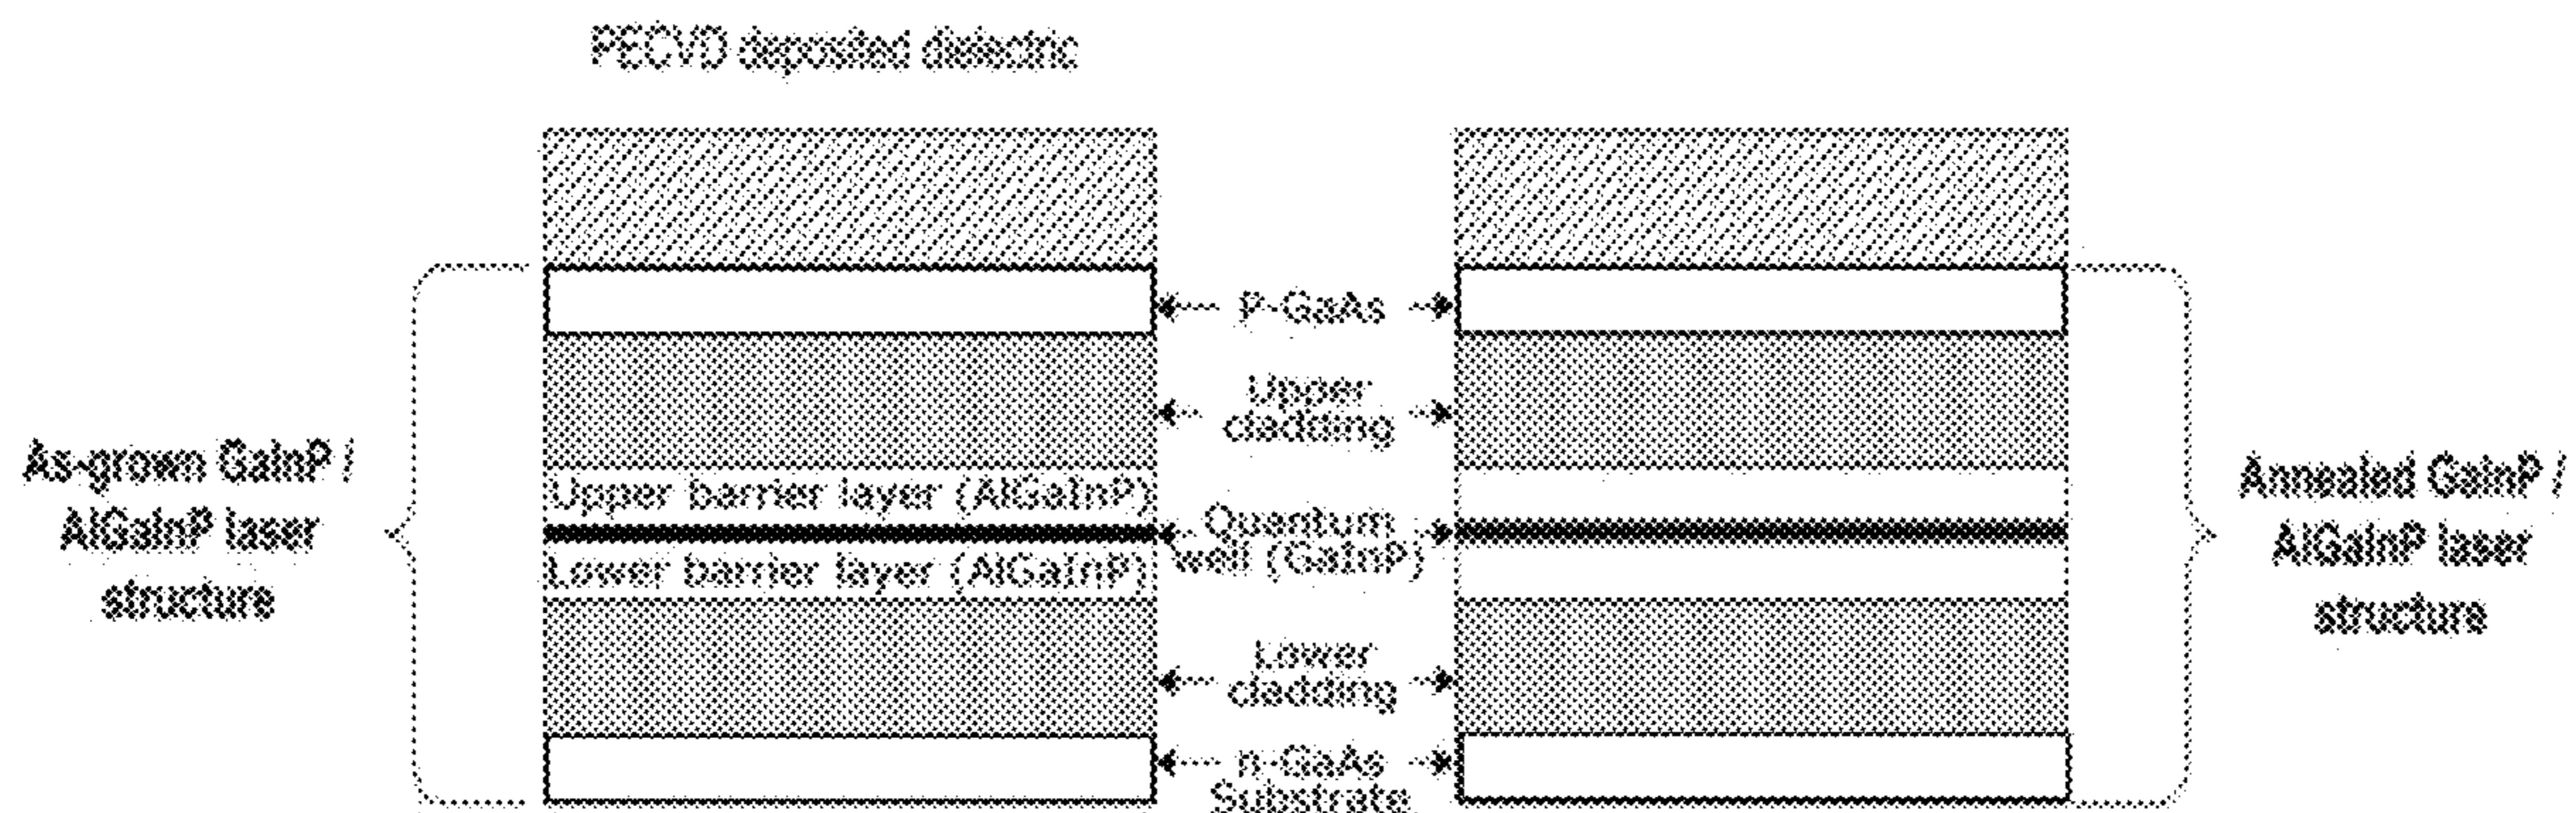 PECVD deposited dielectric
P-GaAs
Upper
cladding
As-grown GaInP /
AlGaInP laser
structure
Upper barrier layer (AlGaInP)
Quantum
well (GaInP)
Lower barrier layer (AlGaInP)
Annealed GaInP /
AlGaInP laser
structure
Lower
cladding
n-GaAs
Substrate